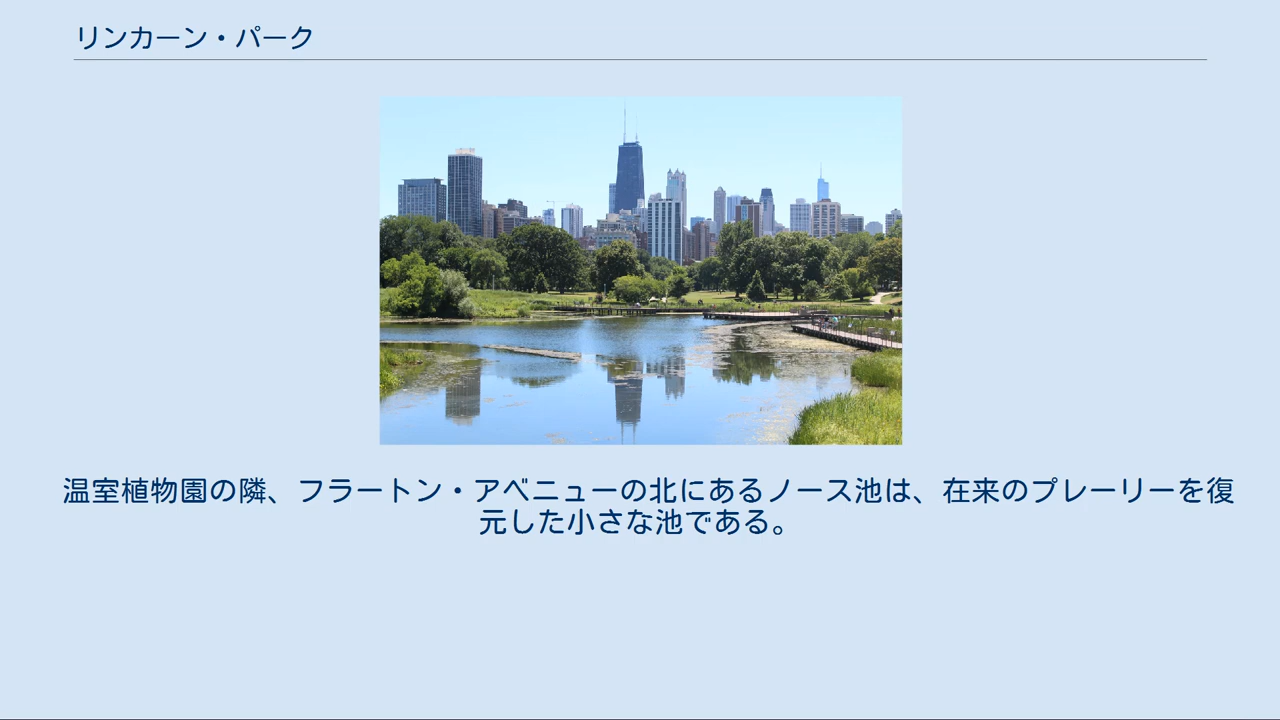 リンカーン・パーク
温室植物園の隣、フラートン・アベニューの北にあるノース池は、在来のプレーリーを復
元した小さな池である。